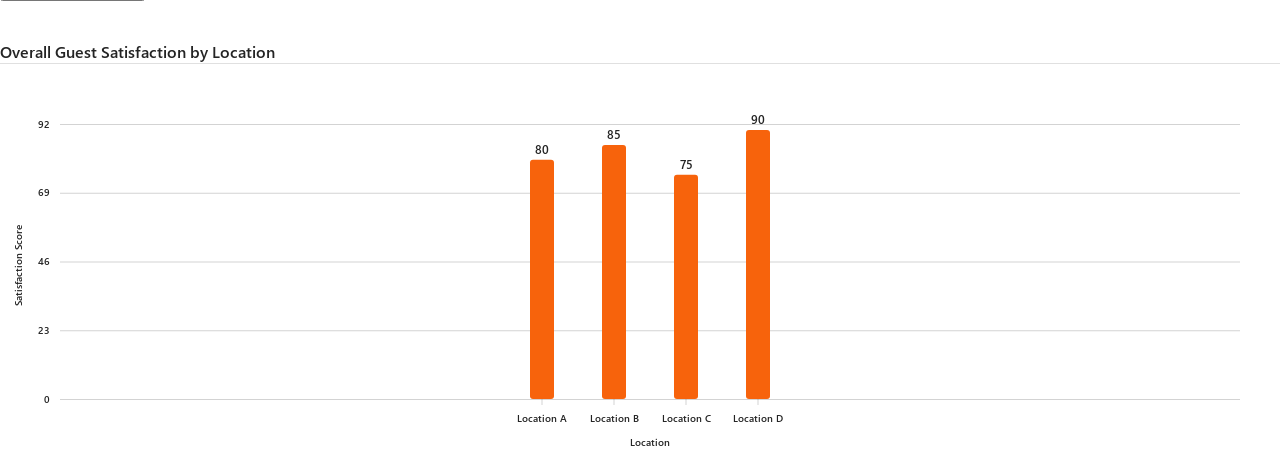 Overall Guest Satisfaction by Location
92
69
46
23
0
Satisfaction Score
80
85
75
90
Location A
Location B
Location C
Location D
Location